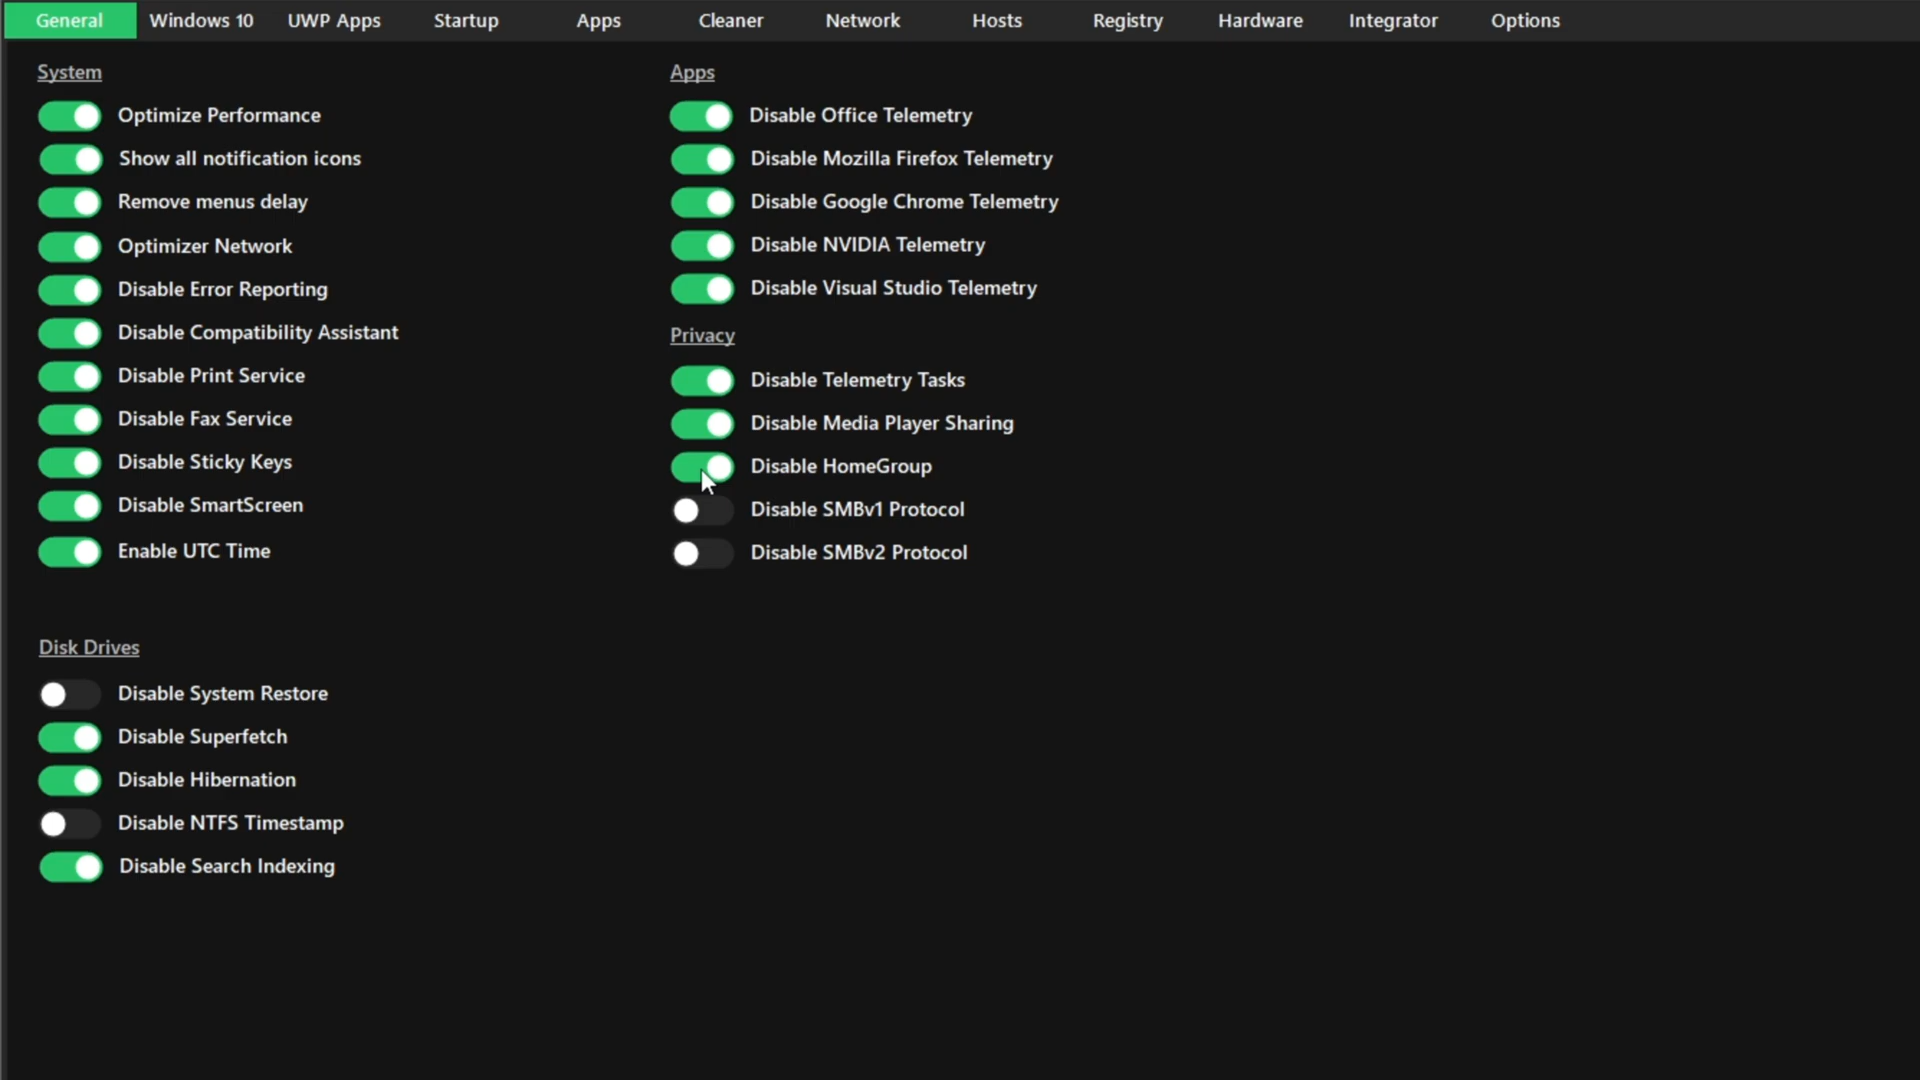 General Windows 10 UWP Apps Startup Apps Cleaner Network Hosts Registry Hardware Integrator Options
System
Optimize Performance
Show all notification icons
Remove menus delay
Optimizer Network
Disable Error Reporting
Disable Compatibility Assistant
Disable Print Service
Disable Fax Service
Disable Sticky Keys
Disable SmartScreen
Enable UTC Time
Disk Drives
Disable System Restore
Disable Superfetch
Disable Hibernation
Disable NTFS Timestamp
Disable Search Indexing
Apps
Disable Office Telemetry
Disable Mozilla Firefox Telemetry
Disable Google Chrome Telemetry
Disable NVIDIA Telemetry
Disable Visual Studio Telemetry
Privacy
Disable Telemetry Tasks
Disable Media Player Sharing
Disable HomeGroup
Disable SMBv1 Protocol
Disable SMBv2 Protocol